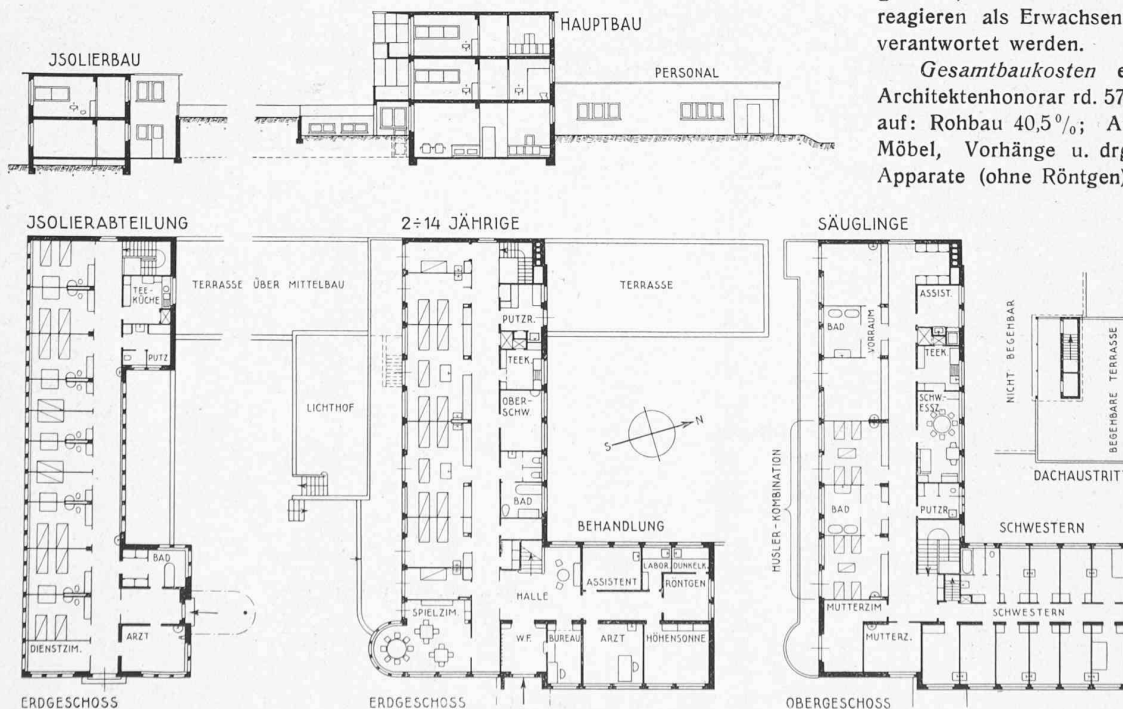 reagieren als Erwachsen
verantwortet werden.
Gesamtbaukosten e
Architektenhonorar rd. 57
auf: Rohbau 40,5%; A
Möbel, Vorhänge u. drg
Apparate (ohne Röntgen)
HAUPTBAU
JSOLIERBAU
PERSONAL
JSOLIERABTEILUNG
2÷14 JÄHRIGE
SÄUGLINGE
TEE-
KÜCHE
PUTZ
TERRASSE ÜBER MITTELBAU
LICHTHOF
BAD
ARZT
DIENSTZIM.
ERDGESCHOSS
PUTZR.
TEEK.
OBER-
SCHW.
BAD
TERRASSE
S
N
BEHANDLUNG
HALLE
ASSISTENT
LABOR.
DUNKELK.
RÖNTGEN
SPIELZIM.
W.F.
BUREAU
ARZT
HÖHENSONNE
ERDGESCHOSS
ASSIST.
BAD
VORRAUM
TEEK.
SCHW.-
ESSZ.
HUSLER-KOMBINATION
BAD
PUTZR.
MUTTERZIM
MUTTERZ.
SCHWESTERN
SCHWESTERN
OBERGESCHOSS
NICHT BEGEHBAR
BEGEHBARE TERRASSE
DACHAUSTRITT